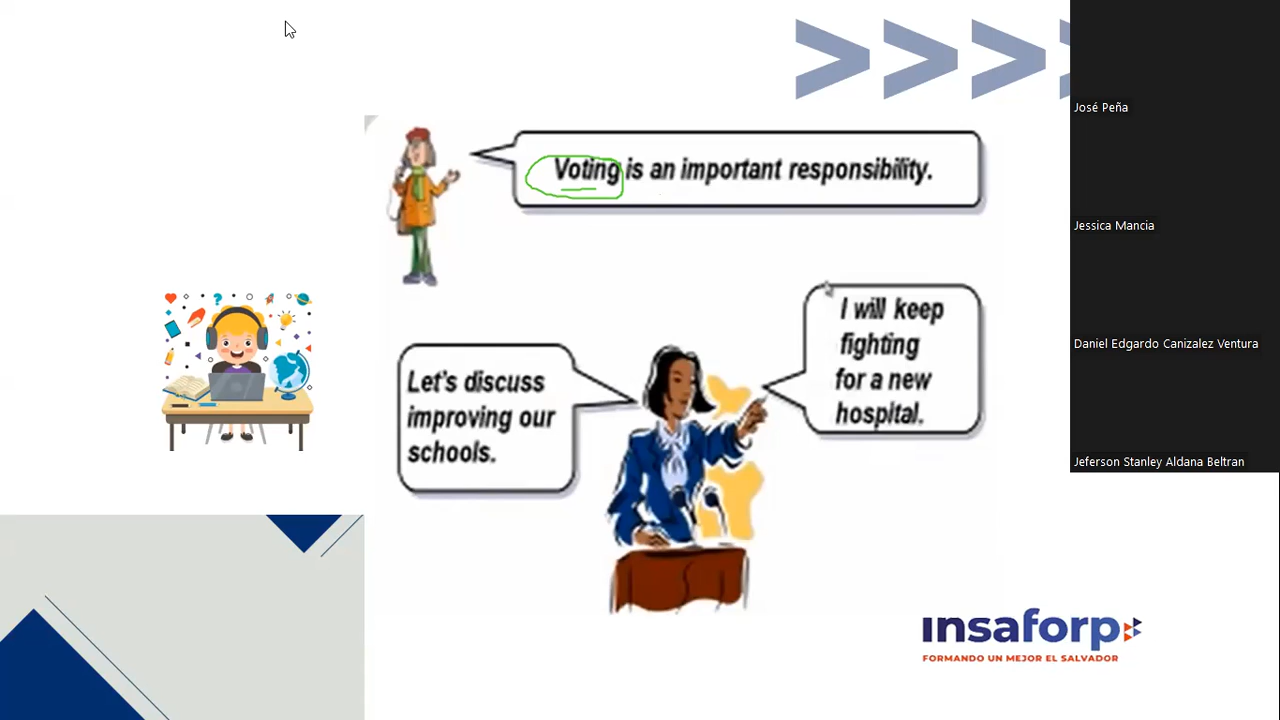 Voting is an important responsibility.
I will keep
fighting
for a new
hospital.
Let's discuss
improving our
schools.
José Peña
Jessica Mancia
Daniel Edgardo Canizalez Ventura
Jeferson Stanley Aldana Beltran
insaforp
FORMANDO UN MEJOR EL SALVADOR